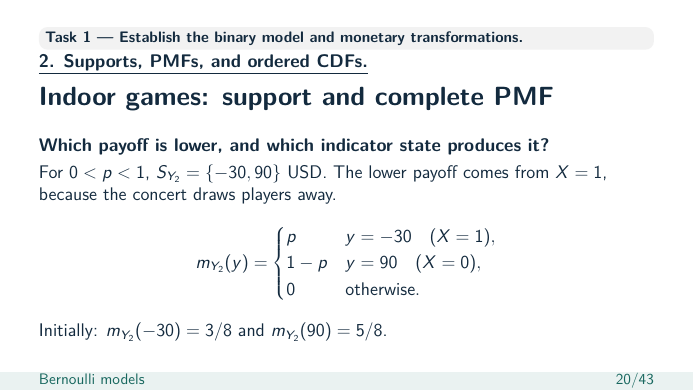 Task 1 — Establish the binary model and monetary transformations.
2. Supports, PMFs, and ordered CDFs.
Indoor games: support and complete PMF
Which payoff is lower, and which indicator state produces it?
For 0 < p < 1, S_{Y_2} = {−30, 90} USD. The lower payoff comes from X = 1,
because the concert draws players away.
m_{Y_2}(y) = { p y = −30 (X = 1),
1 − p y = 90 (X = 0),
0 otherwise.
Initially: m_{Y_2}(−30) = 3/8 and m_{Y_2}(90) = 5/8.
Bernoulli models 20/43